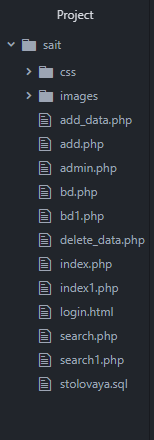 Project
sait
css
images
add_data.php
add.php
admin.php
bd.php
bd1.php
delete_data.php
index.php
index1.php
login.html
search.php
search1.php
stolovaya.sql